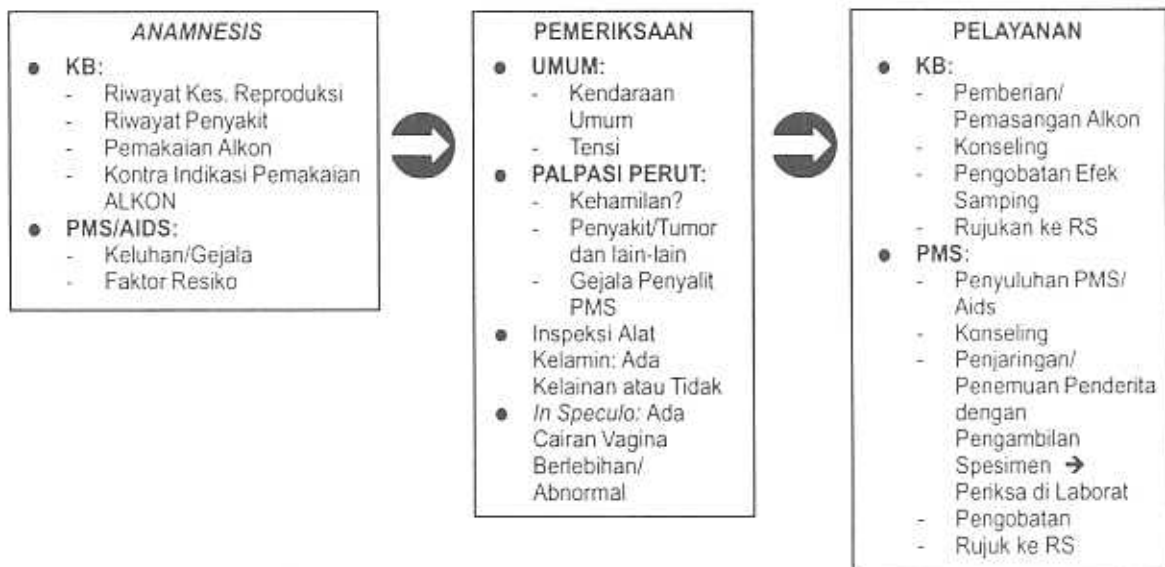 ANAMNESIS
● KB:
- Riwayat Kes. Reproduksi
- Riwayat Penyakit
- Pemakaian Alkon
- Kontra Indikasi Pemakaian
ALKON
● PMS/AIDS:
- Keluhan/Gejala
- Faktor Resiko
PEMERIKSAAN
● UMUM:
- Kendaraan
Umum
- Tensi
● PALPASI PERUT:
- Kehamilan?
- Penyakit/Tumor
dan lain-lain
- Gejala Penyalit
PMS
● Inspeksi Alat
Kelamin: Ada
Kelainan atau Tidak
● In Speculo: Ada
Cairan Vagina
Berlebihan/
Abnormal
PELAYANAN
● KB:
- Pemberian/
Pemasangan Alkon
- Konseling
- Pengobatan Efek
Samping
- Rujukan ke RS
● PMS:
- Penyuluhan PMS/
Aids
- Konseling
- Penjaringan/
Penemuan Penderita
dengan
Pengambilan
Spesimen →
Periksa di Laborat
- Pengobatan
- Rujuk ke RS